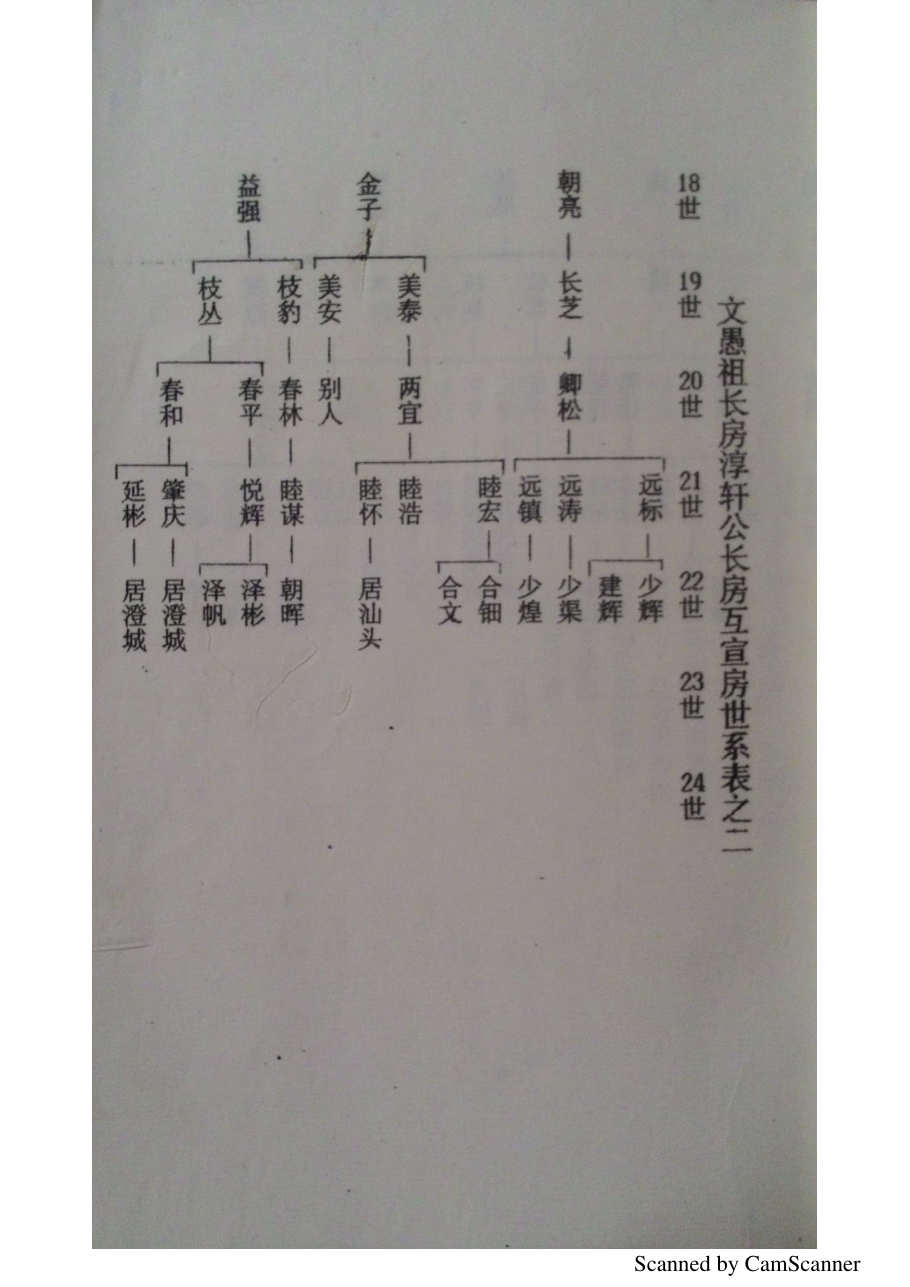 文愚祖长房淳轩公长房互宣房世系表之二
18世 19世 20世 21世 22世 23世 24世
朝亮 金子 益强
长芝 美泰 美安 枝豹 枝丛
卿松 两宜 别人 春林 春平 春和
远标 远涛 远镇 睦宏 睦浩 睦怀 睦谋 悦辉 肇庆 延彬
少辉 建辉 少渠 少煌 合钿 合文 居汕头 朝晖 泽彬 泽帆 居澄城 居澄城
Scanned by CamScanner